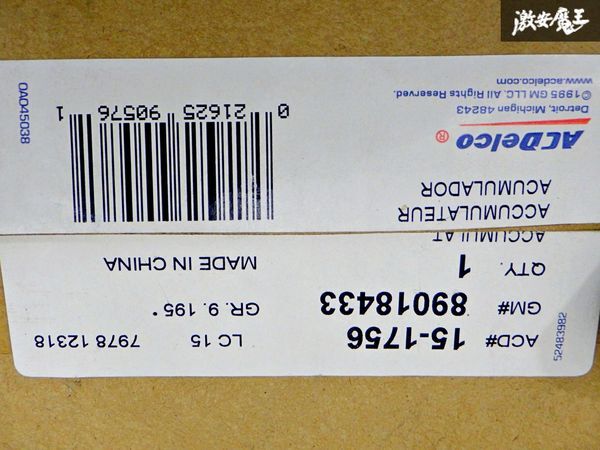 激安魔王
ACD# 15-1756 LC 15 7978 12318
GM# 89018433 GR. 9. 195°
QTY. 1 MADE IN CHINA
ACCUMULAT
ACCUMULATEUR
ACUMULADOR
ACDelco ®
Detroit, Michigan 48243
©1995 GM LLC. All Rights Reserved.
www.acdelco.com
0 21625 90576 1
52483982
OAD45038